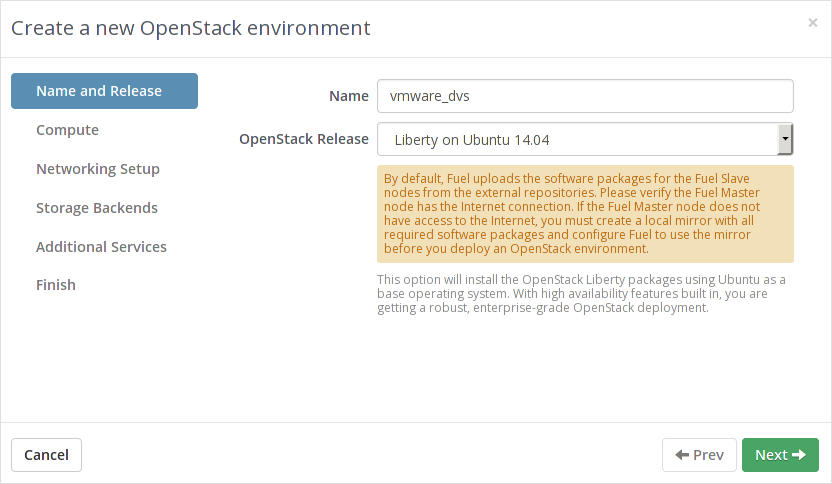 Create a new OpenStack environment
×
Name and Release
Compute
Networking Setup
Storage Backends
Additional Services
Finish
Name
vmware_dvs
OpenStack Release
Liberty on Ubuntu 14.04
By default, Fuel uploads the software packages for the Fuel Slave
nodes from the external repositories. Please verify the Fuel Master
node has the Internet connection. If the Fuel Master node does not
have access to the Internet, you must create a local mirror with all
required software packages and configure Fuel to use the mirror
before you deploy an OpenStack environment.
This option will install the OpenStack Liberty packages using Ubuntu as a
base operating system. With high availability features built in, you are
getting a robust, enterprise-grade OpenStack deployment.
Cancel
Prev
Next